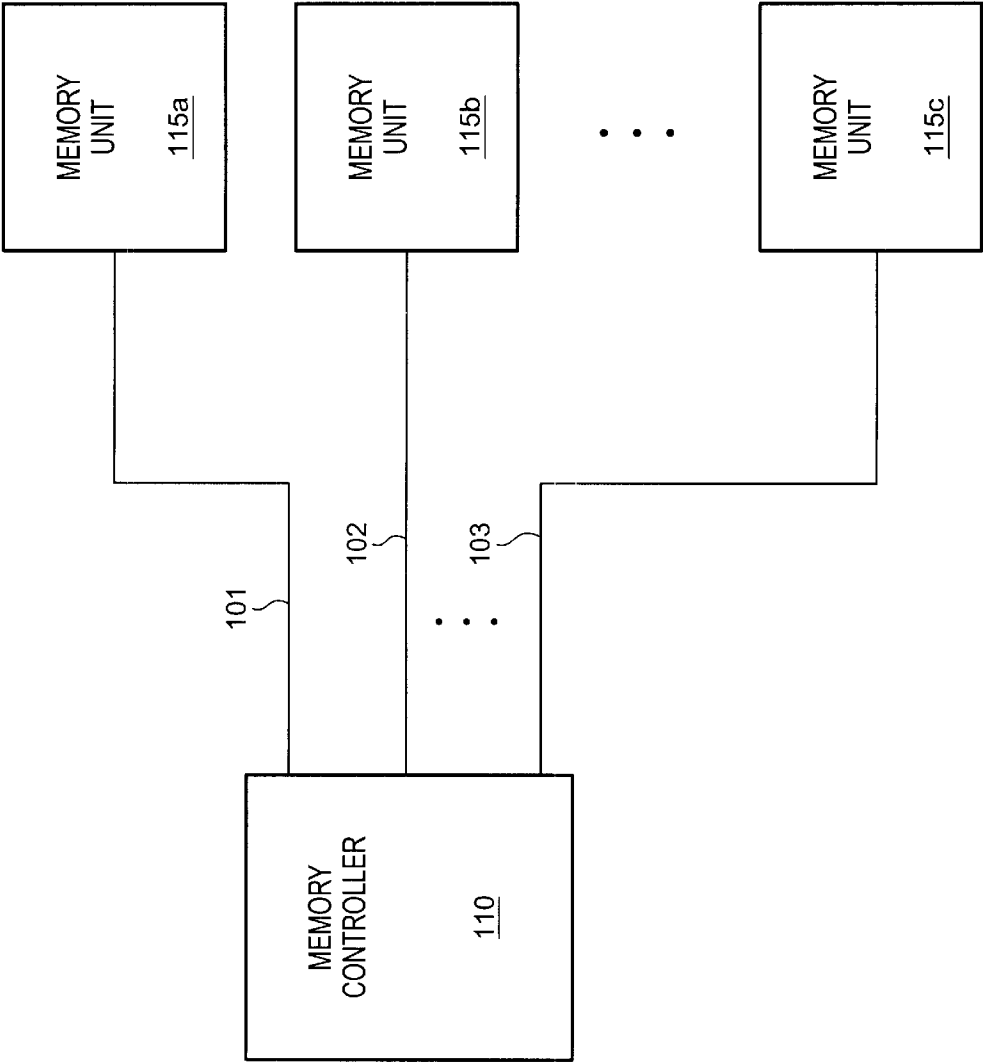 MEMORY
UNIT
115a
MEMORY
UNIT
115b
MEMORY
UNIT
115c
101
102
103
MEMORY
CONTROLLER
110